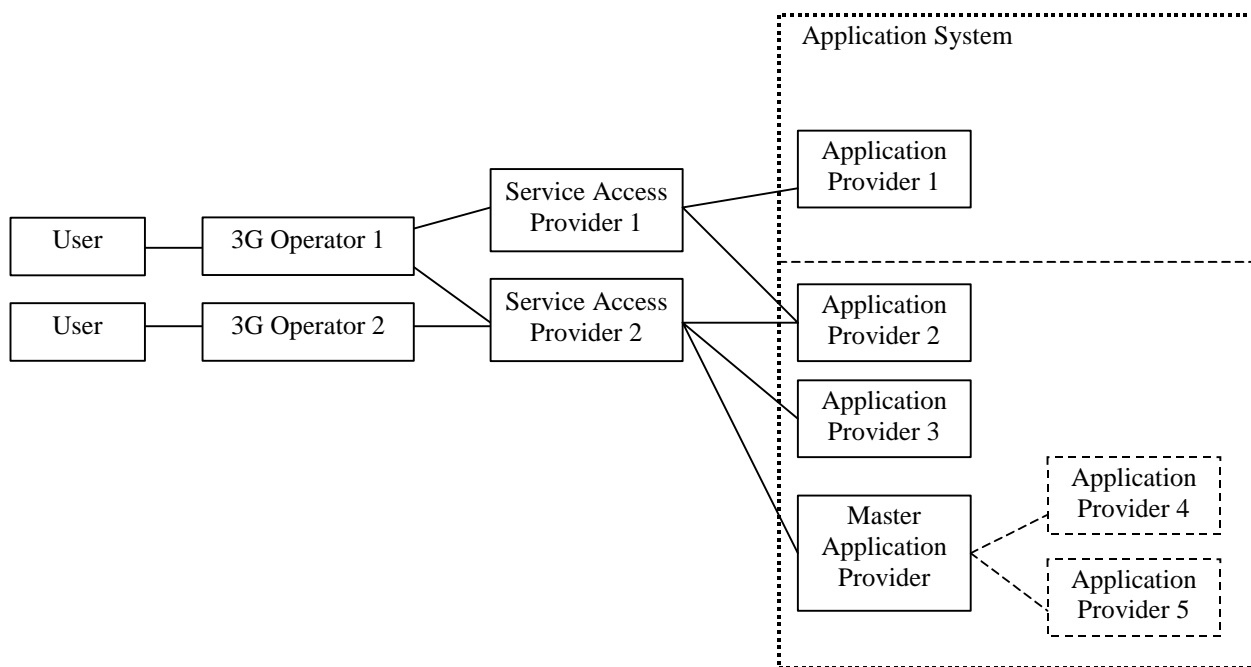 Application System
Application
Provider 1
Service Access
Provider 1
User
3G Operator 1
Service Access
Provider 2
User
3G Operator 2
Application
Provider 2
Application
Provider 3
Application
Provider 4
Master
Application
Provider
Application
Provider 5